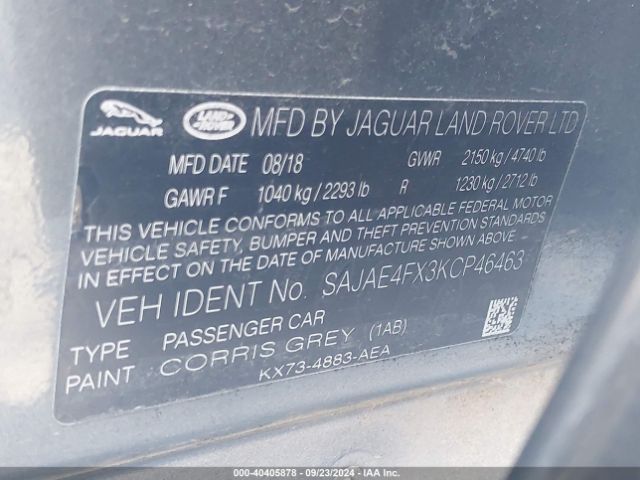 JAGUAR LAND ROVER MFD BY JAGUAR LAND ROVER LTD
MFD DATE 08/18 GVWR 2150 kg / 4740 lb
GAWR F 1040 kg / 2293 lb R 1230 kg / 2712 lb
THIS VEHICLE CONFORMS TO ALL APPLICABLE FEDERAL MOTOR
VEHICLE SAFETY, BUMPER AND THEFT PREVENTION STANDARDS
IN EFFECT ON THE DATE OF MANUFACTURE SHOWN ABOVE.
VEH IDENT No. SAJAE4FX3KCP46463
TYPE PASSENGER CAR
PAINT CORRIS GREY (1AB)
KX73-4883-AEA
000-40405878 - 09/23/2024 - IAA Inc.